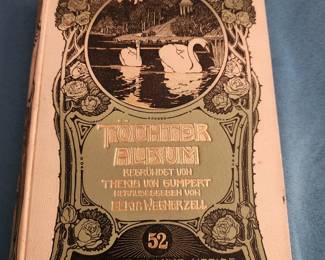 TÖCHTER
ALBUM
BEGRÜNDET VON
THEKLA VON GUMPERT
HERAUSGEGEBEN VON
BERTA WEGNER-ZELL
52